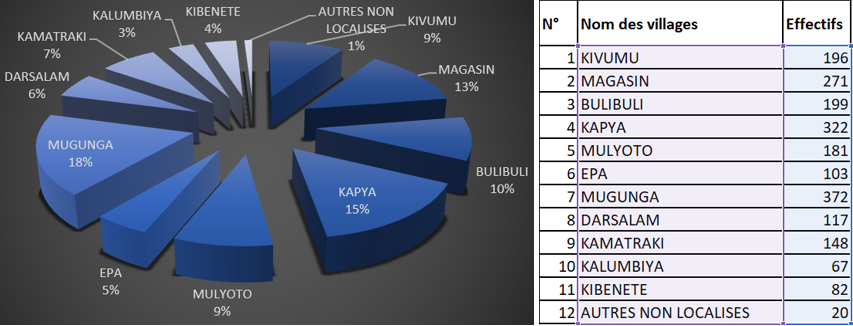 KIBENETE
4%
AUTRES NON
LOCALISES
1%
KIVUMU
9%
KALUMBIYA
3%
KAMATRAKI
7%
MAGASIN
13%
DARSALAM
6%
MUGUNGA
18%
BULIBULI
10%
KAPYA
15%
EPA
5%
MULYOTO
9%
N° Nom des villages Effectifs
1 KIVUMU 196
2 MAGASIN 271
3 BULIBULI 199
4 KAPYA 322
5 MULYOTO 181
6 EPA 103
7 MUGUNGA 372
8 DARSALAM 117
9 KAMATRAKI 148
10 KALUMBIYA 67
11 KIBENETE 82
12 AUTRES NON LOCALISES 20